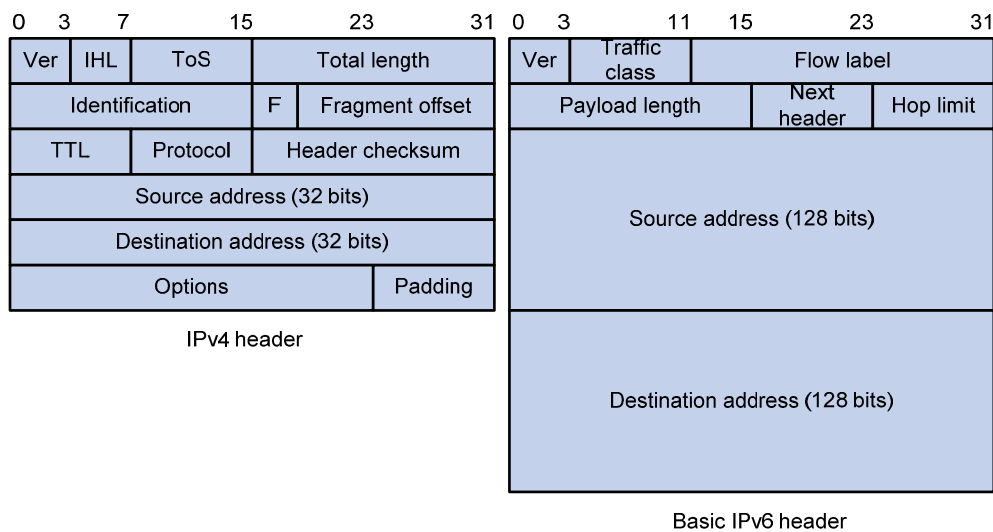 0 3 7 15 23 31
Ver IHL ToS Total length
Identification F Fragment offset
TTL Protocol Header checksum
Source address (32 bits)
Destination address (32 bits)
Options Padding
IPv4 header
0 3 11 15 23 31
Ver Traffic class Flow label
Payload length Next header Hop limit
Source address (128 bits)
Destination address (128 bits)
Basic IPv6 header